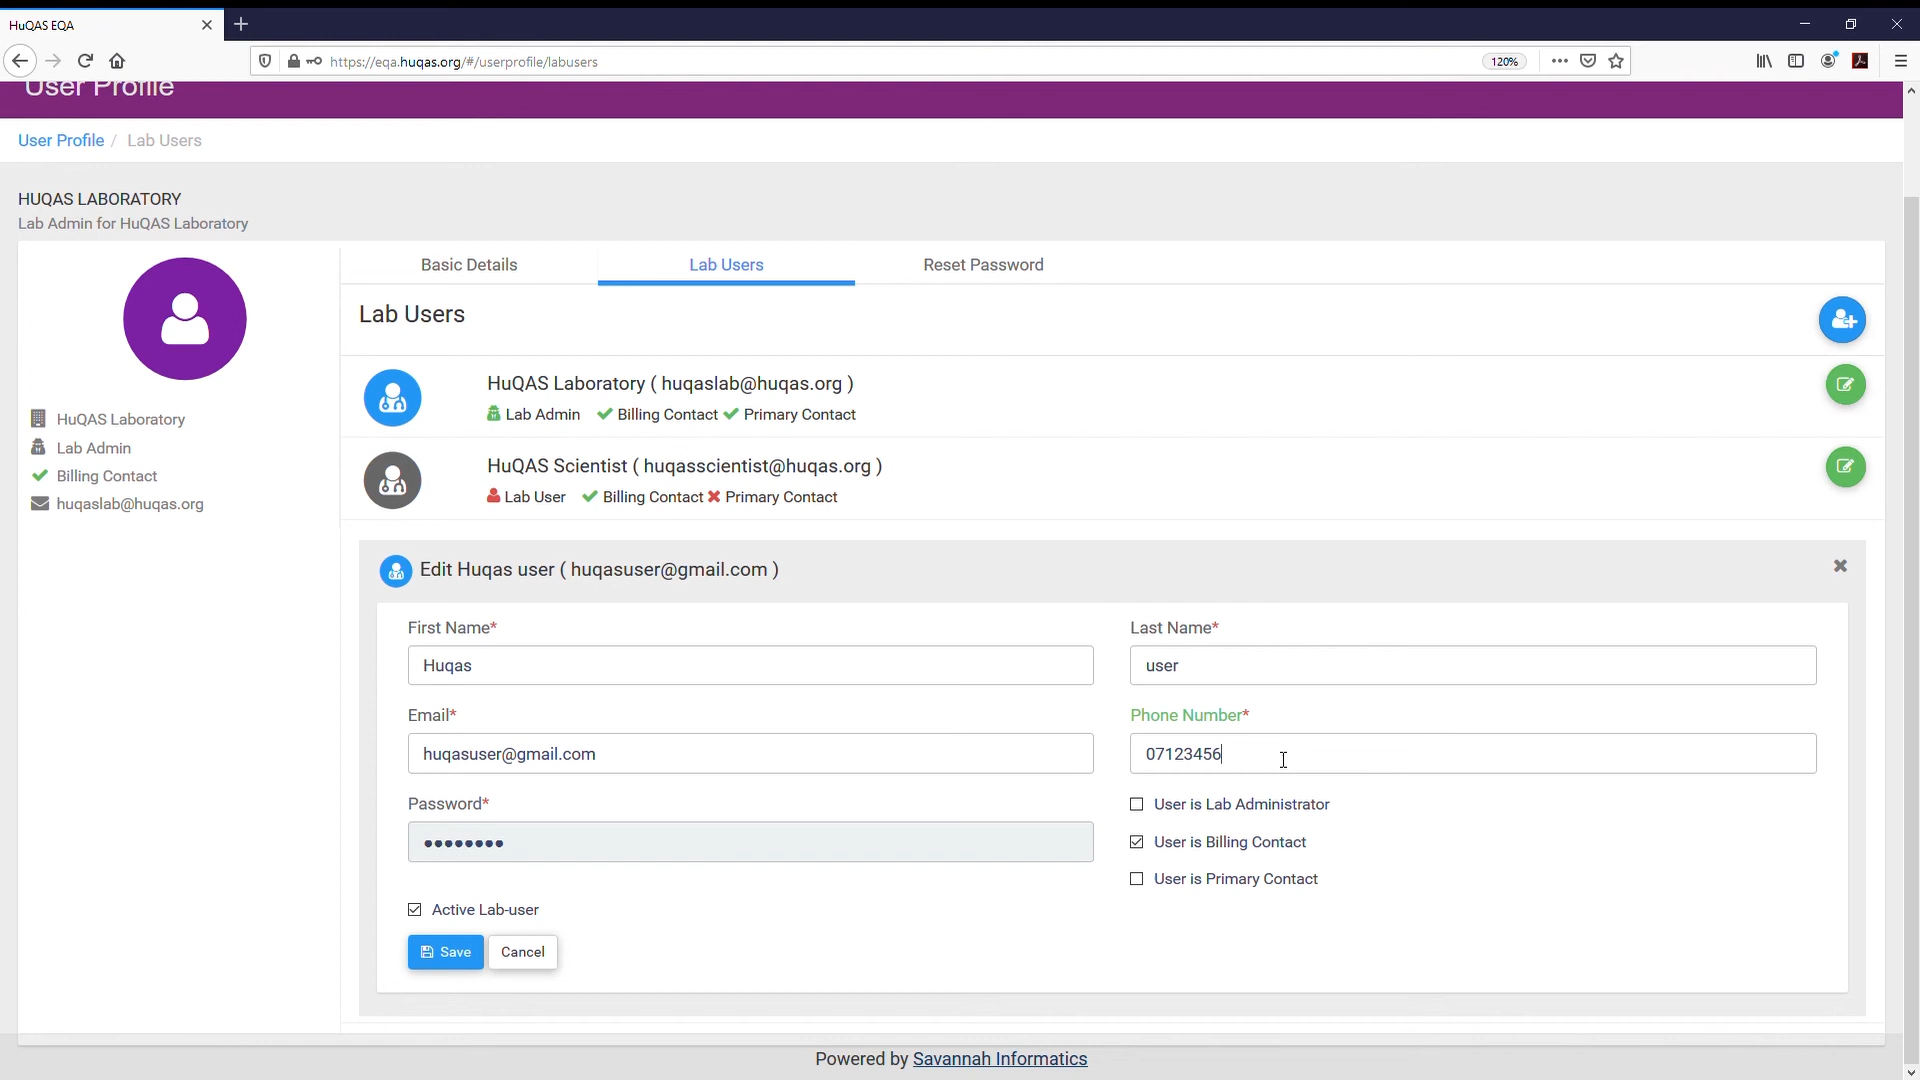 HuQAS EQA
https://eqa.huqas.org/#/userprofile/labusers
120%
User Profile
User Profile / Lab Users
HUQAS LABORATORY
Lab Admin for HuQAS Laboratory
Basic Details
Lab Users
Reset Password
Lab Users
HuQAS Laboratory ( huqaslab@huqas.org )
Lab Admin Billing Contact Primary Contact
HuQAS Laboratory
Lab Admin
Billing Contact
huqaslab@huqas.org
HuQAS Scientist ( huqasscientist@huqas.org )
Lab User Billing Contact Primary Contact
Edit Huqas user ( huqasuser@gmail.com )
First Name*
Huqas
Last Name*
user
Email*
huqasuser@gmail.com
Phone Number*
07123456
Password*
••••••••
User is Lab Administrator
User is Billing Contact
User is Primary Contact
Active Lab-user
Save
Cancel
Powered by Savannah Informatics